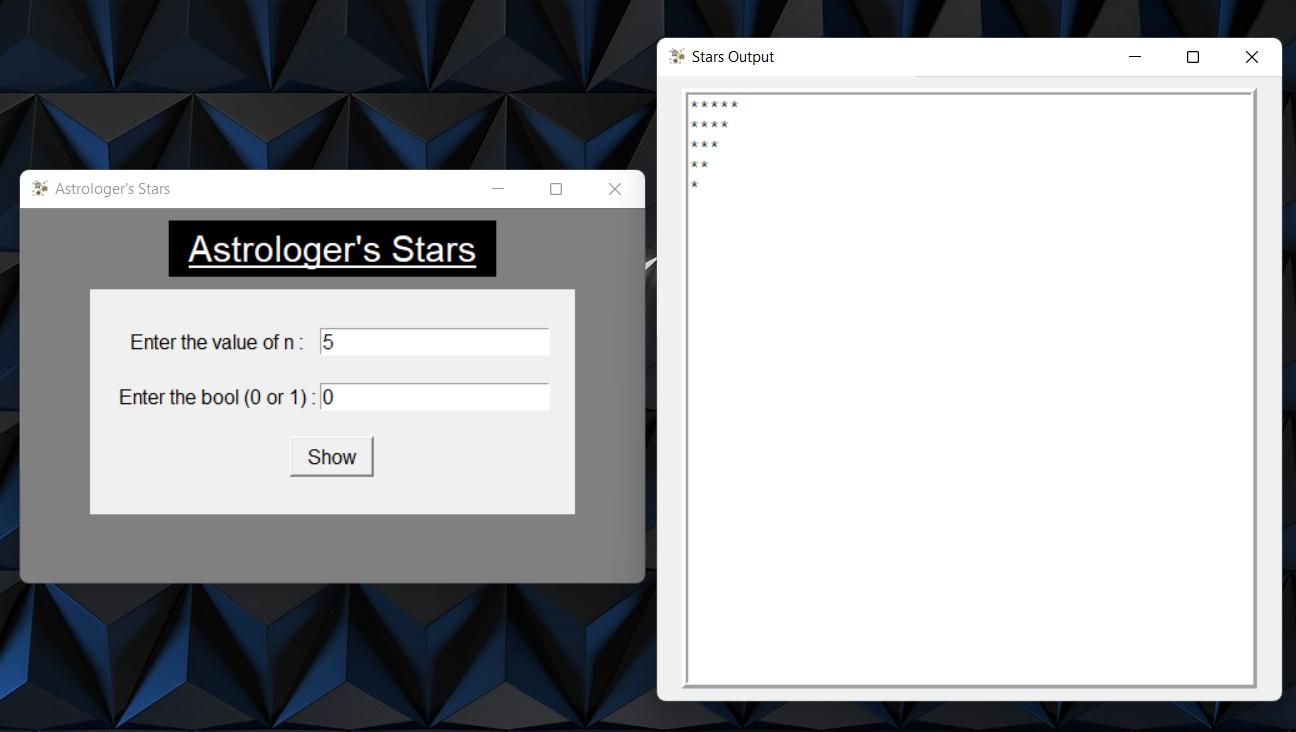 Astrologer's Stars
Astrologer's Stars
Enter the value of n : 5
Enter the bool (0 or 1) : 0
Show
Stars Output
*****
****
***
**
*